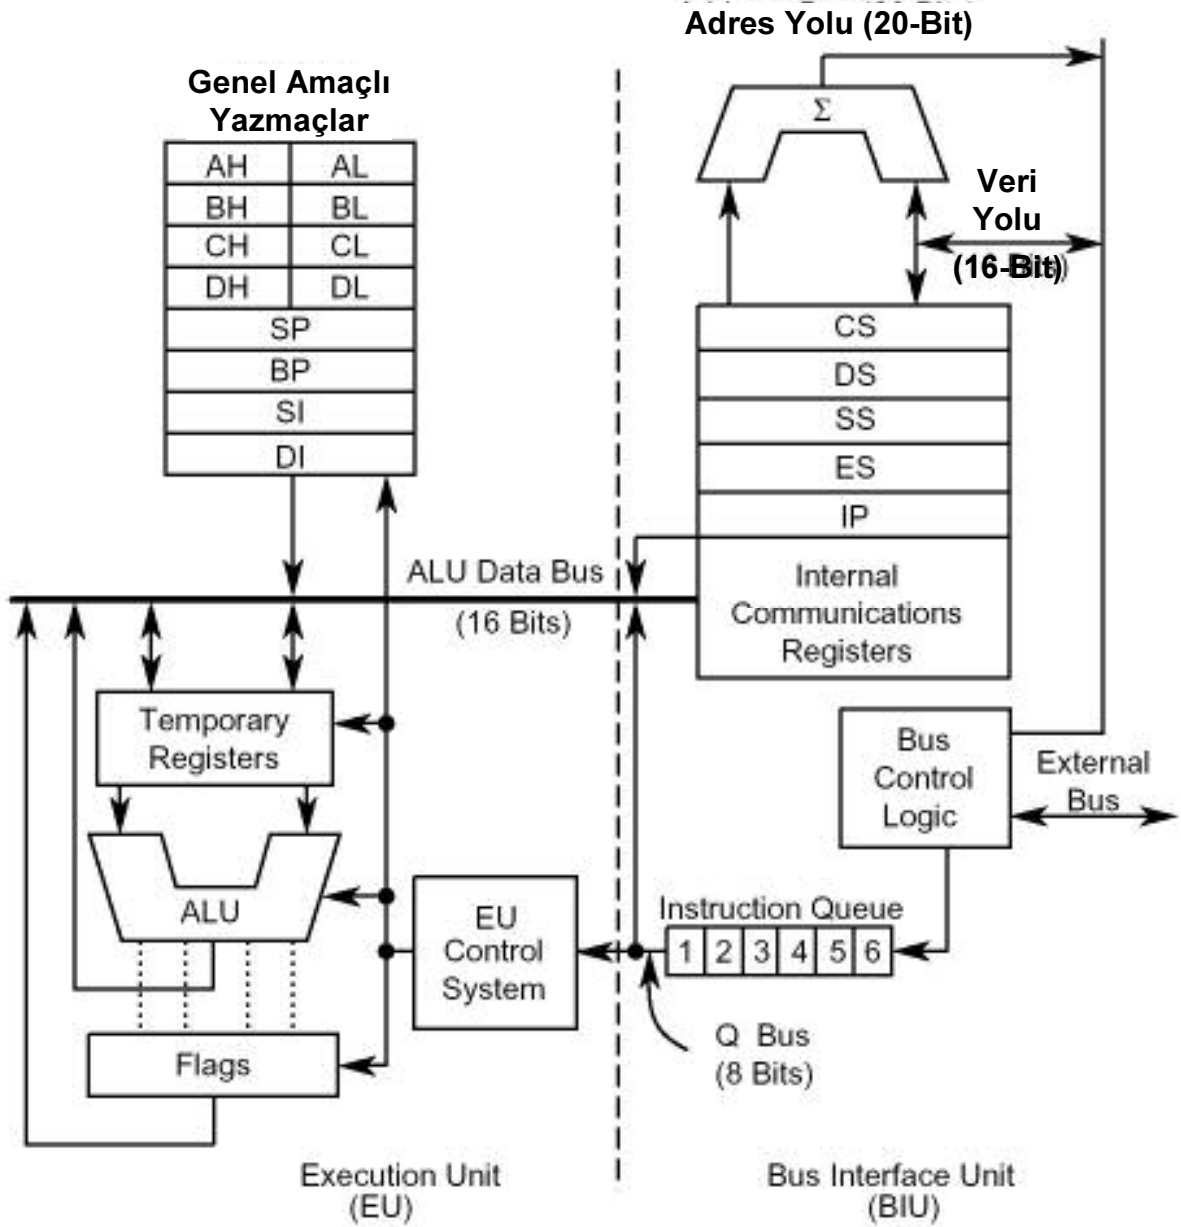 Adres Yolu (20-Bit)
Genel Amaçlı
Yazmaçlar
AH AL
BH BL
CH CL
DH DL
SP
BP
SI
DI
Σ
Veri
Yolu
(16-Bit)
CS
DS
SS
ES
IP
Internal
Communications
Registers
ALU Data Bus
(16 Bits)
Temporary
Registers
ALU
Flags
EU
Control
System
Bus
Control
Logic
External
Bus
Instruction Queue
1 2 3 4 5 6
Q Bus
(8 Bits)
Execution Unit
(EU)
Bus Interface Unit
(BIU)